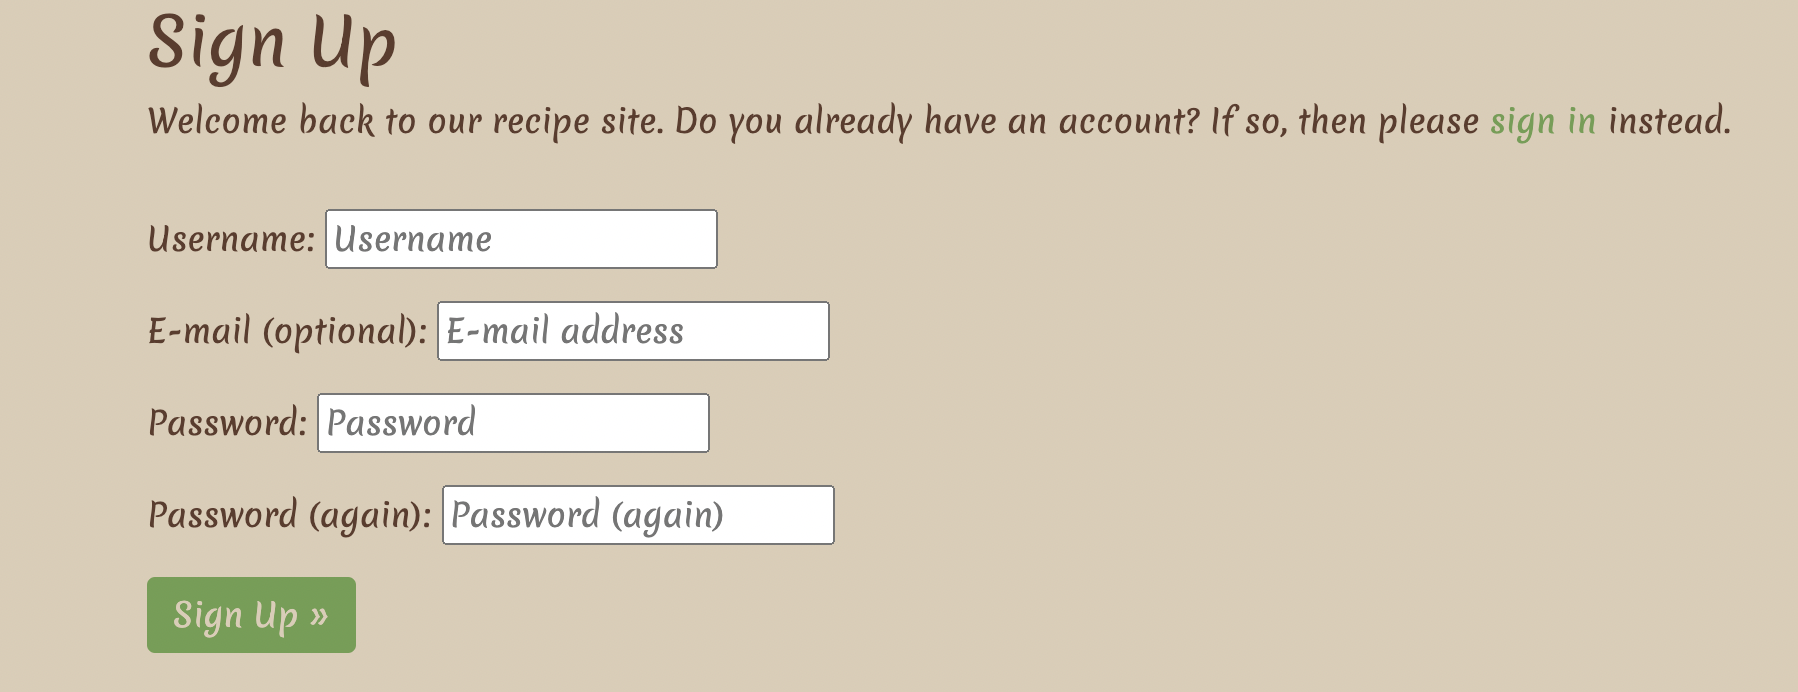 Sign Up
Welcome back to our recipe site. Do you already have an account? If so, then please sign in instead.
Username: Username
E-mail (optional): E-mail address
Password: Password
Password (again): Password (again)
Sign Up »